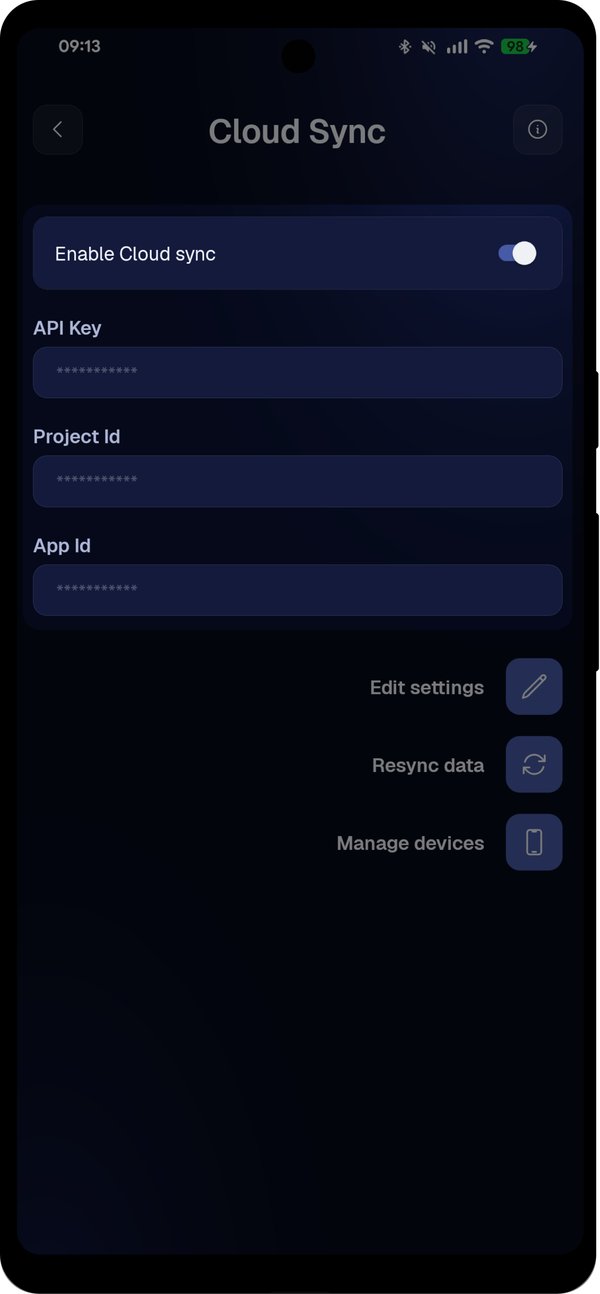 09:13
98
Cloud Sync
Enable Cloud sync
API Key
***********
Project Id
***********
App Id
***********
Edit settings
Resync data
Manage devices